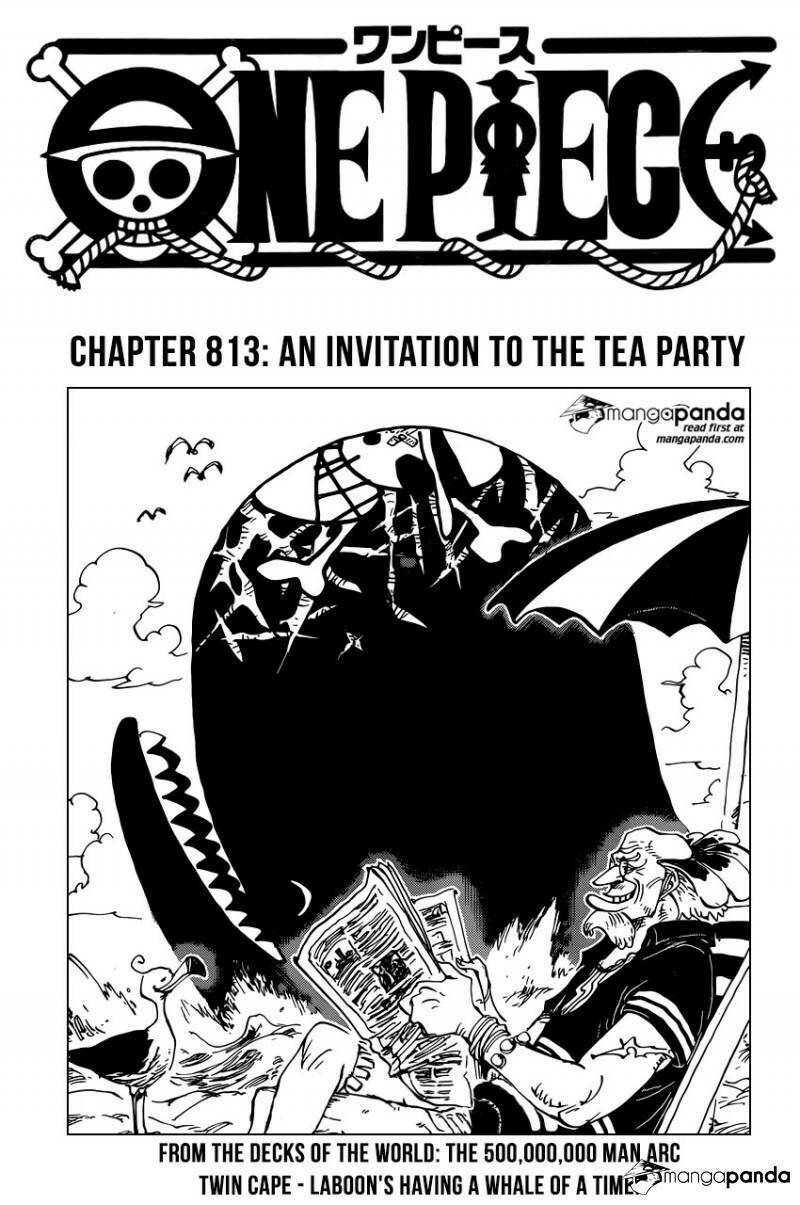 ワンピース
ONE PIECE
CHAPTER 813: AN INVITATION TO THE TEA PARTY
mangapanda
read first at
mangapanda.com
FROM THE DECKS OF THE WORLD: THE 500,000,000 MAN ARC
TWIN CAPE - LABOON'S HAVING A WHALE OF A TIME
mangapanda